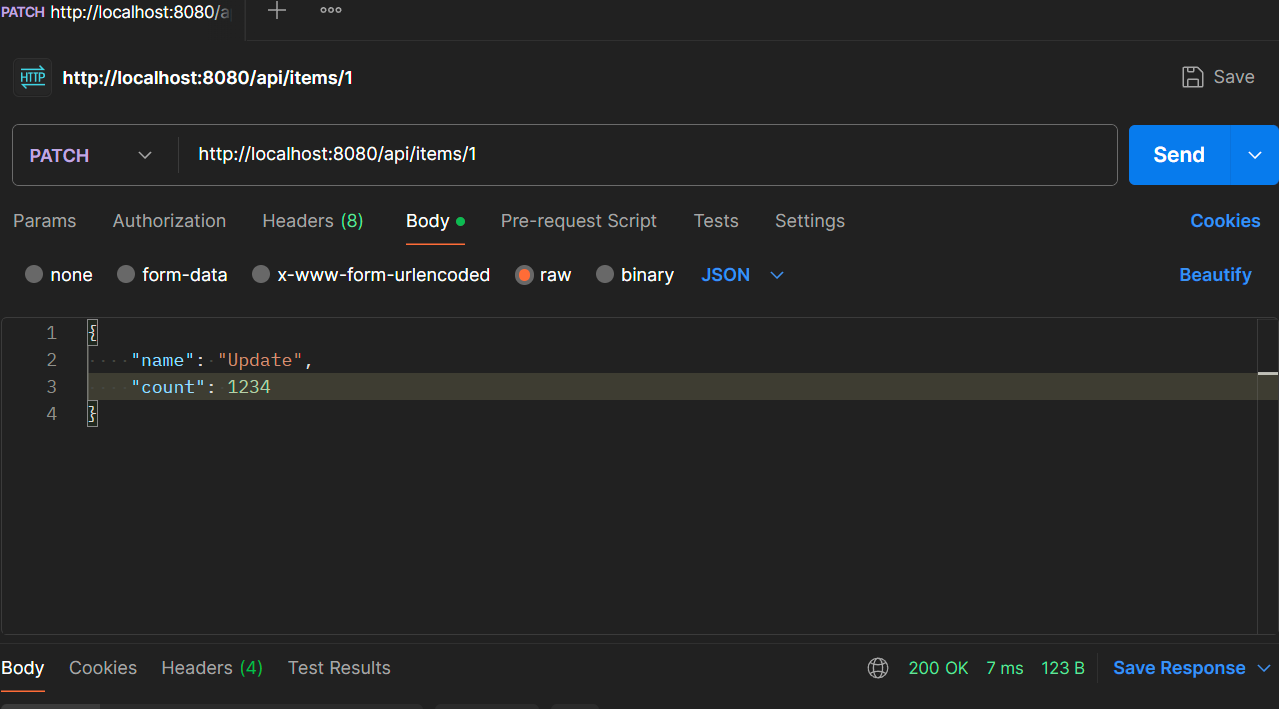 PATCH http://localhost:8080/a
HTTP http://localhost:8080/api/items/1 Save
PATCH http://localhost:8080/api/items/1 Send
Params Authorization Headers (8) Body Pre-request Script Tests Settings Cookies
none form-data x-www-form-urlencoded raw binary JSON Beautify
1 {
2 "name": "Update",
3 "count": 1234
4 }
Body Cookies Headers (4) Test Results 200 OK 7 ms 123 B Save Response